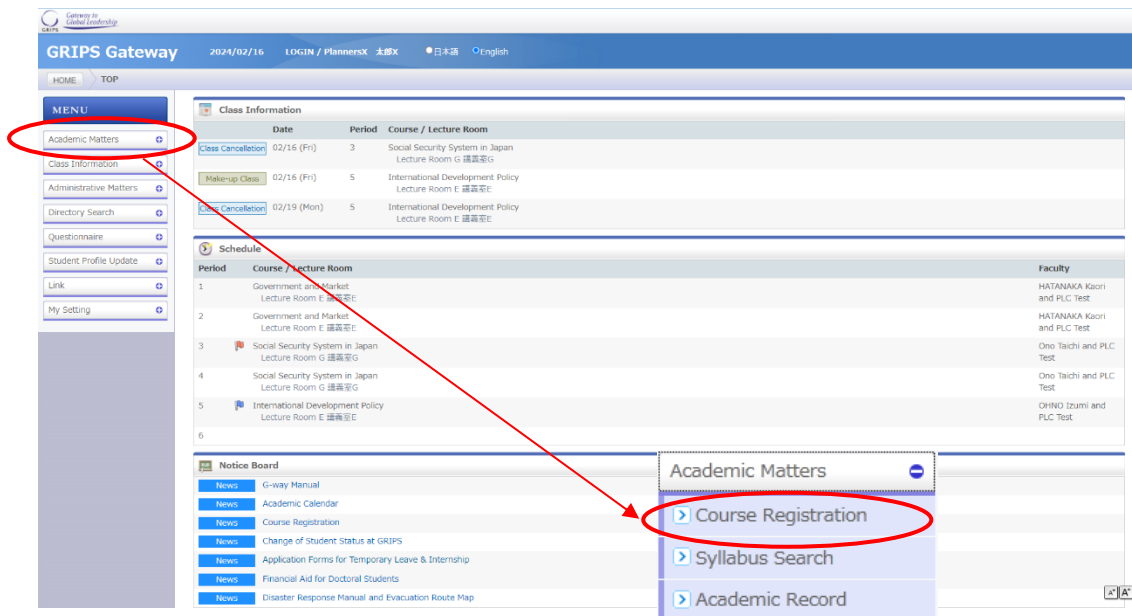 Gateway to
Global Leadership
GRIPS
GRIPS Gateway 2024/02/16 LOGIN / PlannersX 太郎X 日本語 English
HOME TOP
MENU
Academic Matters
Class Information
Administrative Matters
Directory Search
Questionnaire
Student Profile Update
Link
My Setting
Class Information
Date Period Course / Lecture Room
Class Cancellation 02/16 (Fri) 3 Social Security System in Japan
Lecture Room G 講義室G
Make-up Class 02/16 (Fri) 5 International Development Policy
Lecture Room E 講義室E
Class Cancellation 02/19 (Mon) 5 International Development Policy
Lecture Room E 講義室E
Schedule
Period Course / Lecture Room Faculty
1 Government and Market HATANAKA Kaori
Lecture Room E 講義室E and PLC Test
2 Government and Market HATANAKA Kaori
Lecture Room E 講義室E and PLC Test
3 Social Security System in Japan Ono Taichi and PLC
Lecture Room G 講義室G Test
4 Social Security System in Japan Ono Taichi and PLC
Lecture Room G 講義室G Test
5 International Development Policy OHNO Izumi and
Lecture Room E 講義室E PLC Test
6
Notice Board
News G-way Manual
News Academic Calendar
News Course Registration
News Change of Student Status at GRIPS
News Application Forms for Temporary Leave & Internship
News Financial Aid for Doctoral Students
News Disaster Response Manual and Evacuation Route Map
Academic Matters
Course Registration
Syllabus Search
Academic Record
A- A+